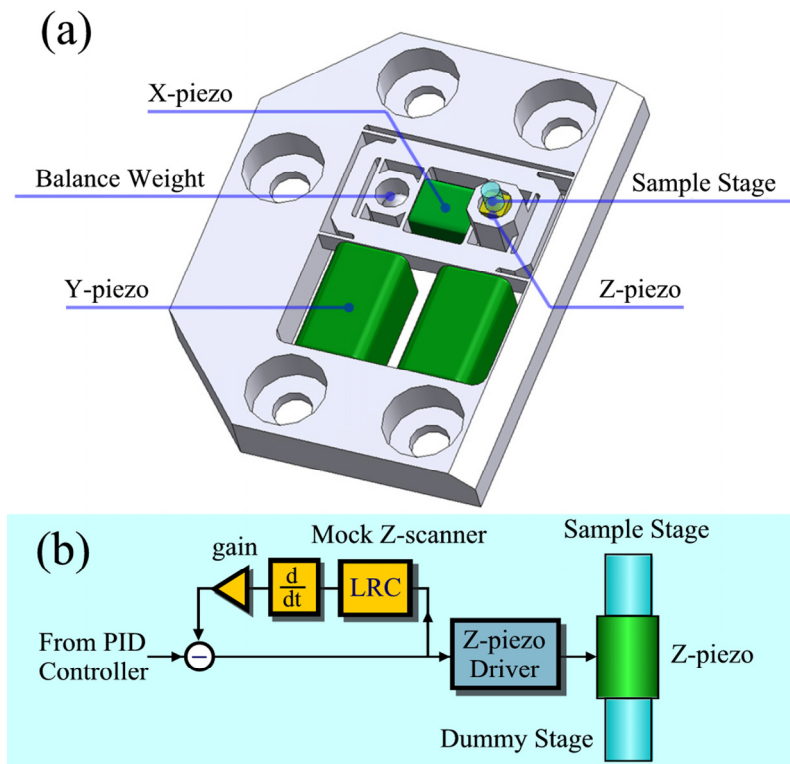 (a)
X-piezo
Balance Weight
Sample Stage
Y-piezo
Z-piezo
(b)
Mock Z-scanner
Sample Stage
gain
d
dt
LRC
From PID
Controller
−
Z-piezo
Driver
Z-piezo
Dummy Stage